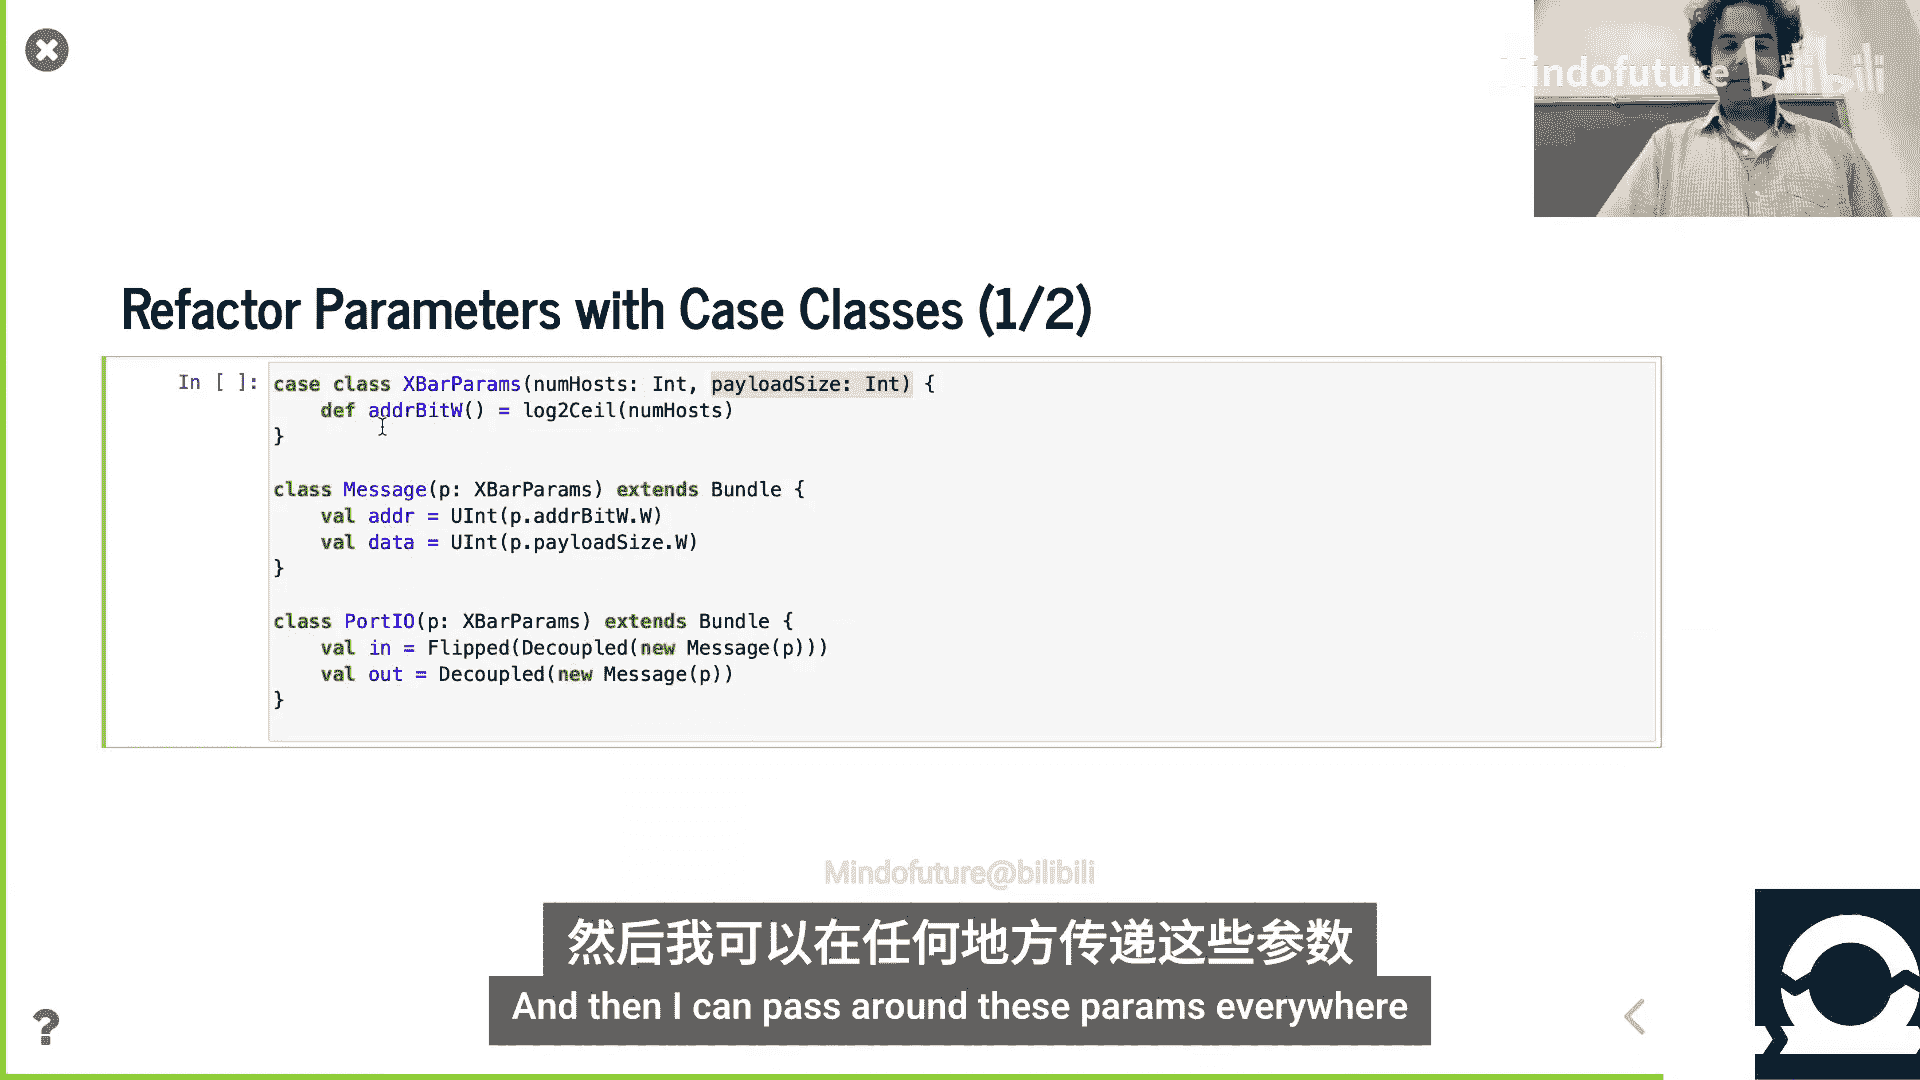 indofuture bilibili
Refactor Parameters with Case Classes (1/2)
In [ ]: case class XBarParams(numHosts: Int, payloadSize: Int) {
    def addrBitW() = log2Ceil(numHosts)
}
class Message(p: XBarParams) extends Bundle {
    val addr = UInt(p.addrBitW.W)
    val data = UInt(p.payloadSize.W)
}
class PortIO(p: XBarParams) extends Bundle {
    val in = Flipped(Decoupled(new Message(p)))
    val out = Decoupled(new Message(p))
}
Mindofuture@bilibili
然后我可以在任何地方传递这些参数
And then I can pass around these params everywhere
?